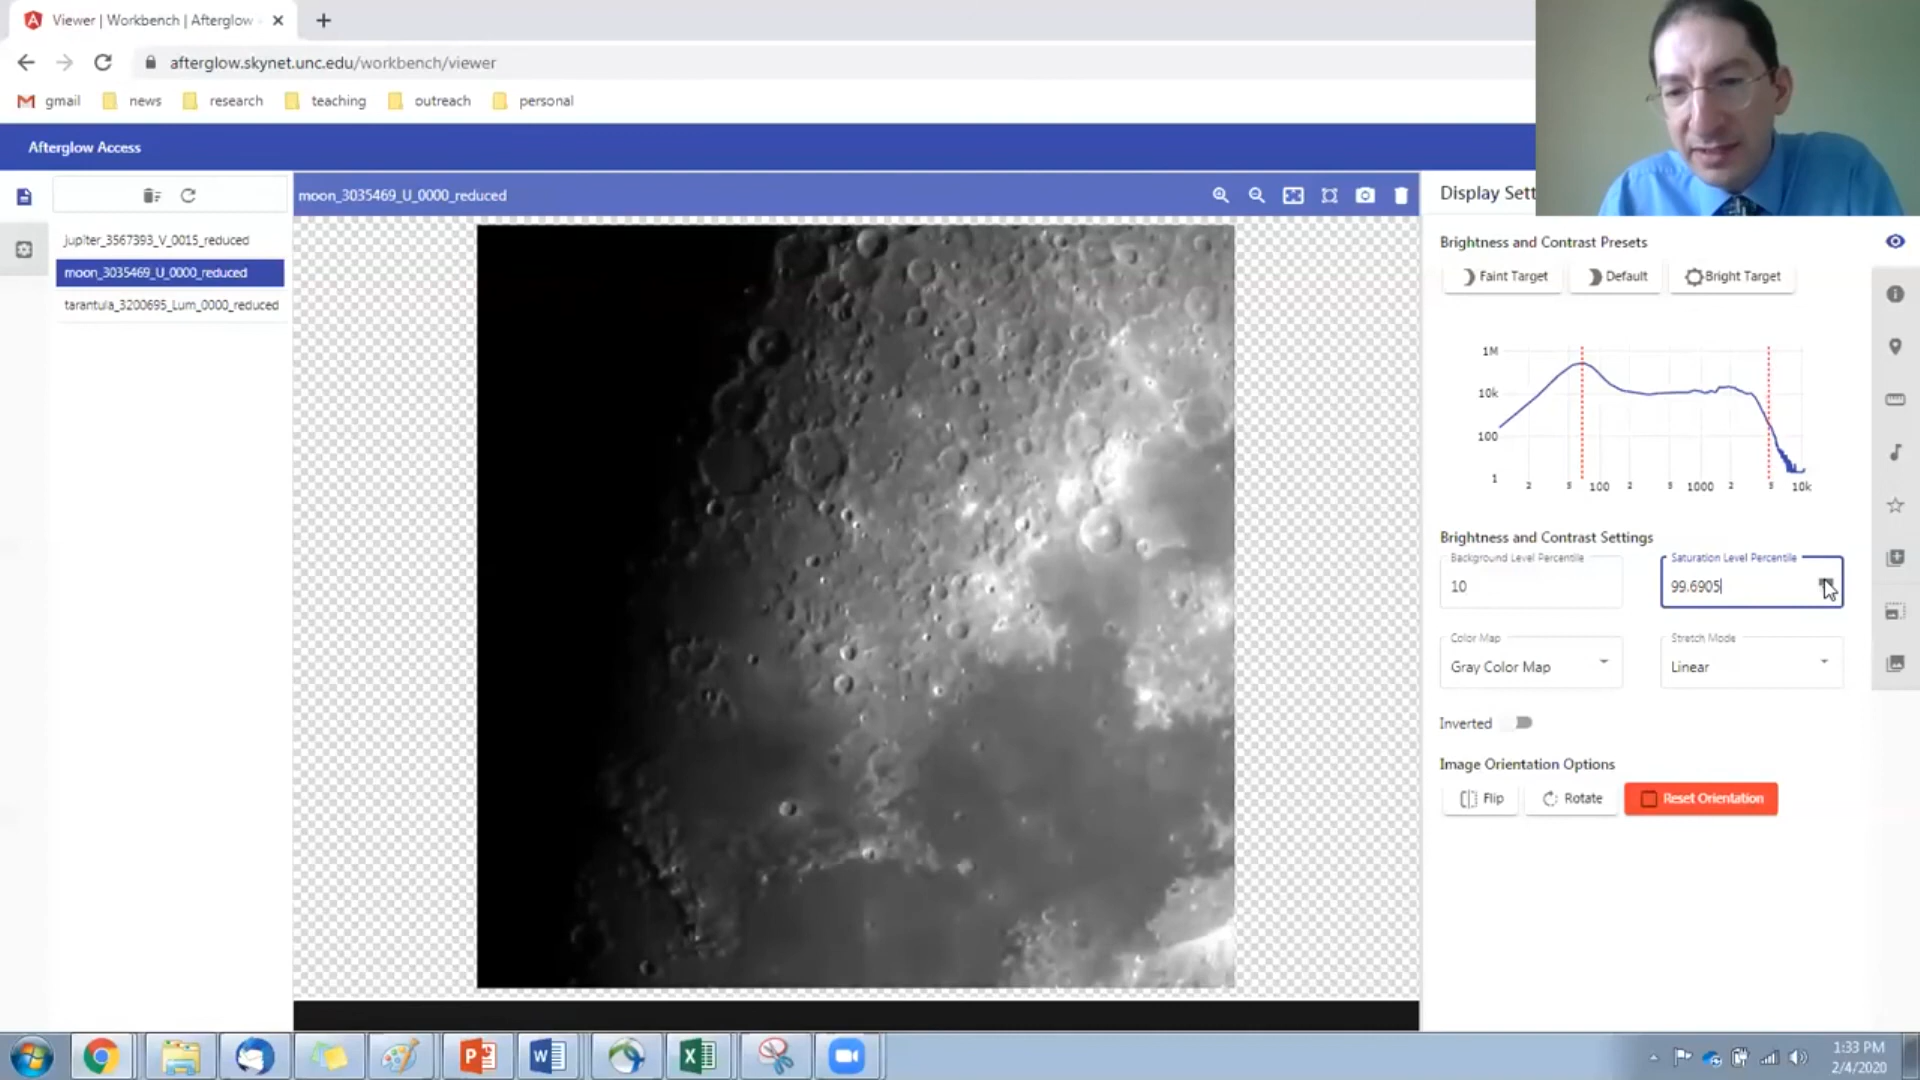 Viewer | Workbench | Afterglow
afterglow.skynet.unc.edu/workbench/viewer
gmail news research teaching outreach personal
Afterglow Access
moon_3035469_U_0000_reduced
jupiter_3567393_V_0015_reduced
moon_3035469_U_0000_reduced
tarantula_3200695_Lum_0000_reduced
Display Sett
Brightness and Contrast Presets
Faint Target Default Bright Target
1M
10k
100
1
2 5 100 2 5 1000 2 5 10k
Brightness and Contrast Settings
Background Level Percentile Saturation Level Percentile
10 99.6905
Color Map Stretch Mode
Gray Color Map Linear
Inverted
Image Orientation Options
Flip Rotate Reset Orientation
1:33 PM
2/4/2020